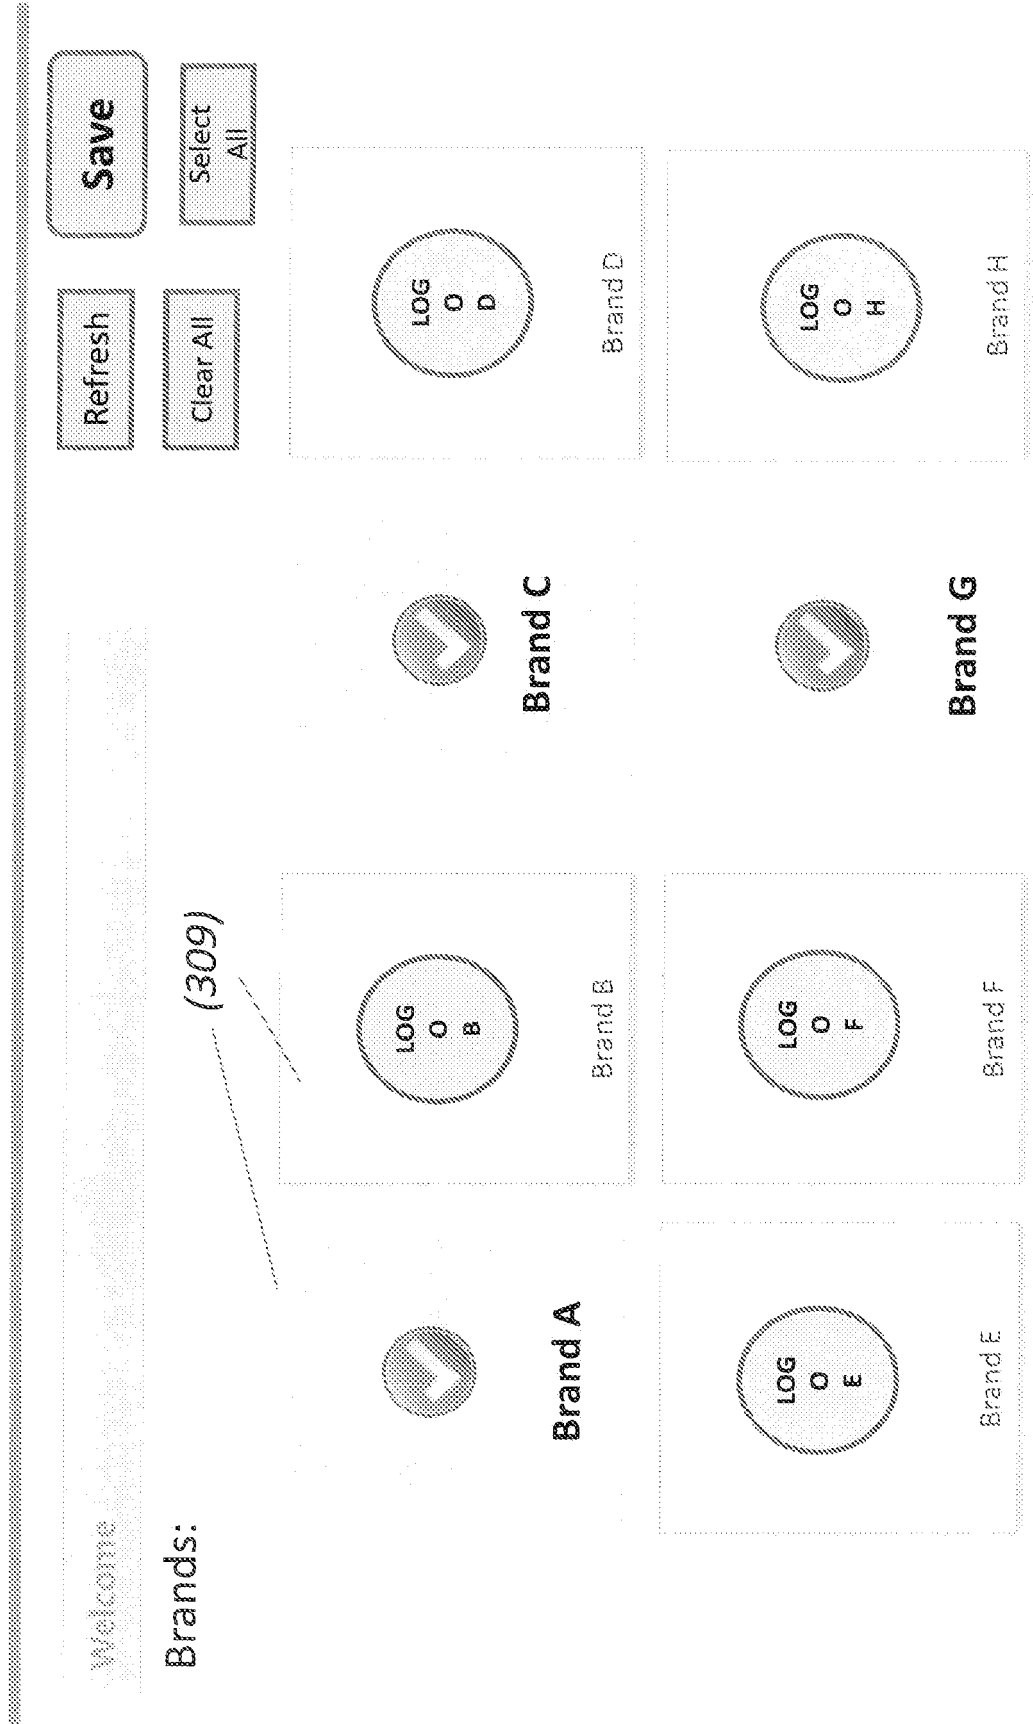 Welcome
Refresh
Save
Brands:
(309)
Clear All
Select
All
LOG
O
B
LOG
O
D
Brand A
Brand B
Brand C
Brand D
LOG
O
E
LOG
O
F
LOG
O
H
Brand E
Brand F
Brand G
Brand H